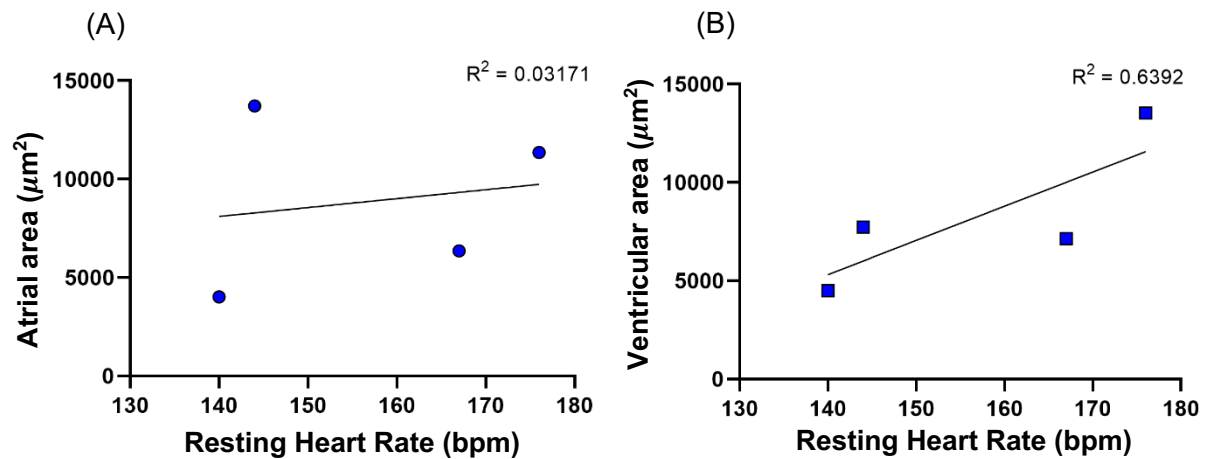 (A)
R² = 0.03171
Atrial area (μm²)
15000
10000
5000
0
130 140 150 160 170 180
Resting Heart Rate (bpm)
(B)
R² = 0.6392
Ventricular area (μm²)
15000
10000
5000
0
130 140 150 160 170 180
Resting Heart Rate (bpm)